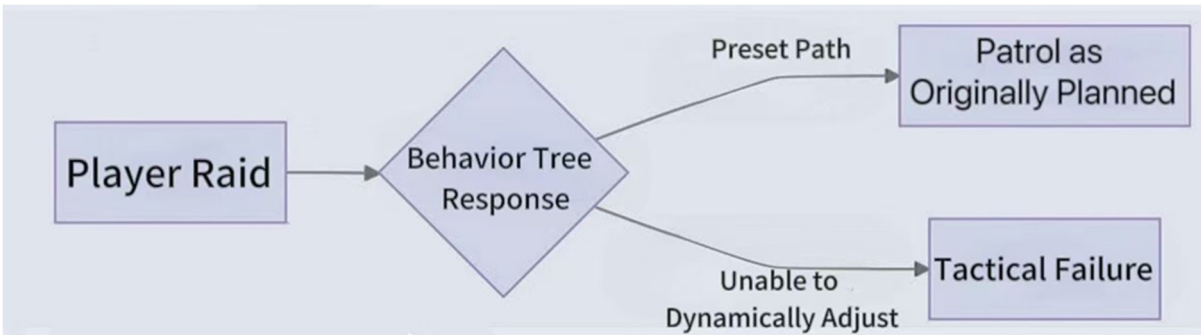 Player Raid
Behavior Tree
Response
Preset Path
Patrol as
Originally Planned
Unable to
Dynamically Adjust
Tactical Failure